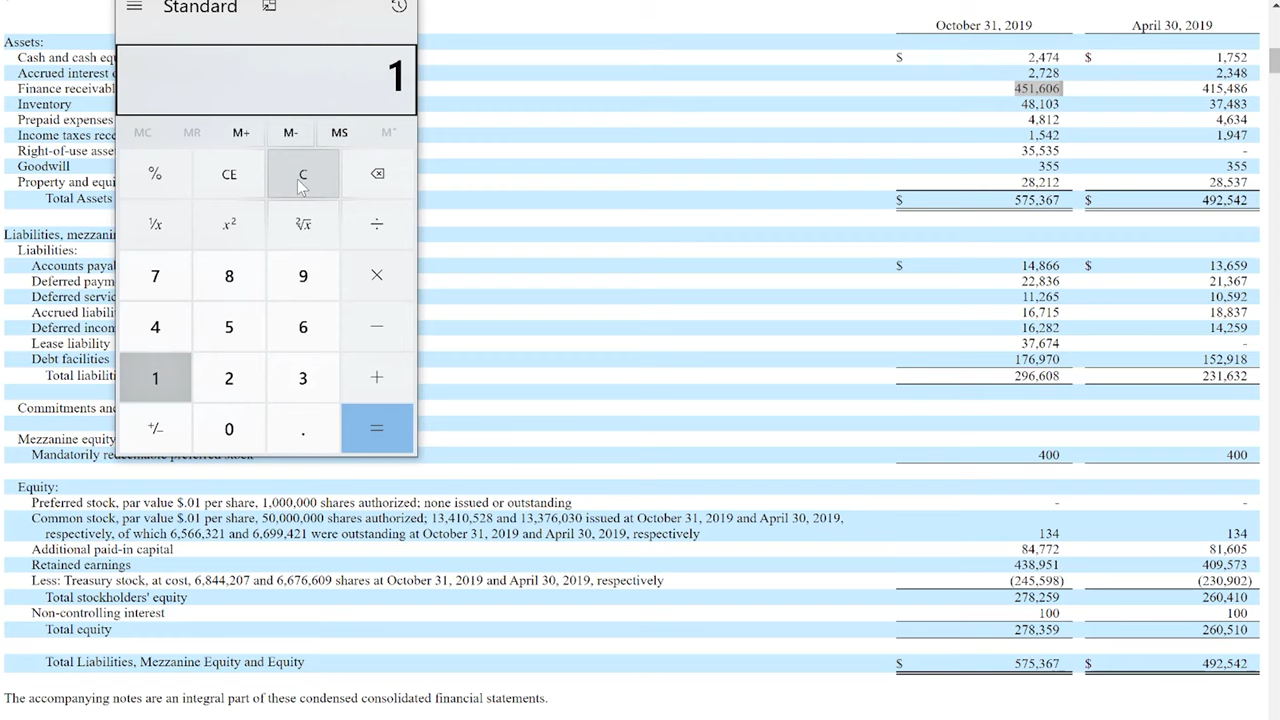 Standard
1
MC MR M+ M- MS M˅
% CE C
⅟x x² ²√x ÷
7 8 9 ×
4 5 6 −
1 2 3 +
+/− 0 . =
October 31, 2019 April 30, 2019
Assets:
Cash and cash $ 2,474 $ 1,752
Accrued interest 2,728 2,348
Finance 451,606 415,486
Inventory 48,103 37,483
Prepaid expenses 4,812 4,634
Income taxes 1,542 1,947
Right-of-use 35,535 -
Goodwill 355 355
Property and 28,212 28,537
Total Assets $ 575,367 $ 492,542
Liabilities,
Liabilities:
Accounts $ 14,866 $ 13,659
Deferred 22,836 21,367
Deferred 11,265 10,592
Accrued 16,715 18,837
Deferred 16,282 14,259
Lease liability 37,674 -
Debt facilities 176,970 152,918
Total 296,608 231,632
Commitments
Mezzanine equity
Mandatorily redeemable preferred stock 400 400
Equity:
Preferred stock, par value $.01 per share, 1,000,000 shares authorized; none issued or outstanding - -
Common stock, par value $.01 per share, 50,000,000 shares authorized; 13,410,528 and 13,376,030 issued at October 31, 2019 and April 30, 2019,
respectively, of which 6,566,321 and 6,699,421 were outstanding at October 31, 2019 and April 30, 2019, respectively 134 134
Additional paid-in capital 84,772 81,605
Retained earnings 438,951 409,573
Less: Treasury stock, at cost, 6,844,207 and 6,676,609 shares at October 31, 2019 and April 30, 2019, respectively (245,598) (230,902)
Total stockholders' equity 278,259 260,410
Non-controlling interest 100 100
Total equity 278,359 260,510
Total Liabilities, Mezzanine Equity and Equity $ 575,367 $ 492,542
The accompanying notes are an integral part of these condensed consolidated financial statements.